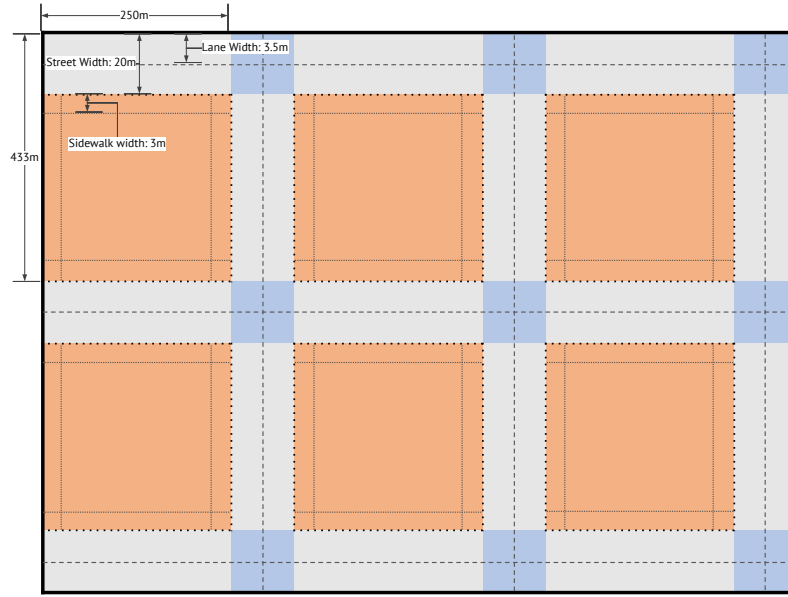 250m
Lane Width: 3.5m
Street Width: 20m
Sidewalk width: 3m
433m